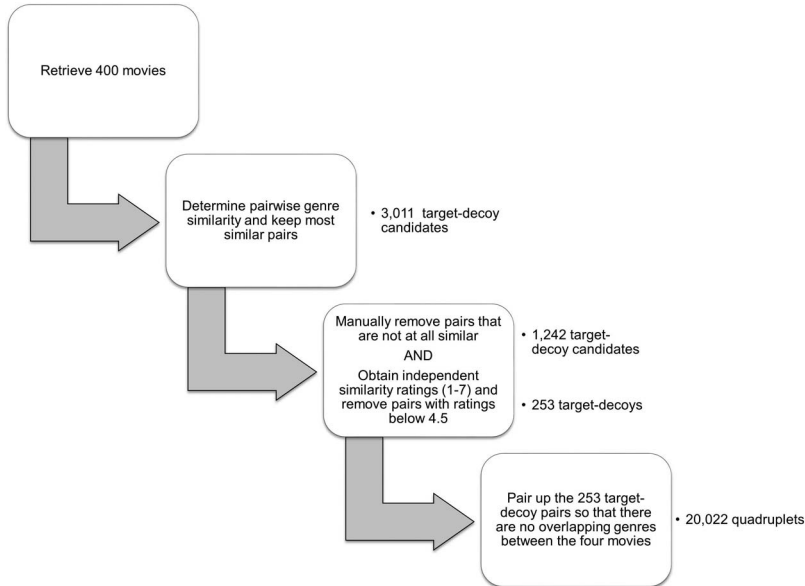 Retrieve 400 movies
Determine pairwise genre
similarity and keep most
similar pairs
• 3,011 target-decoy
candidates
Manually remove pairs that
are not at all similar
AND
Obtain independent
similarity ratings (1-7) and
remove pairs with ratings
below 4.5
• 1,242 target-
decoy candidates
• 253 target-decoys
Pair up the 253 target-
decoy pairs so that there
are no overlapping genres
between the four movies
• 20,022 quadruplets